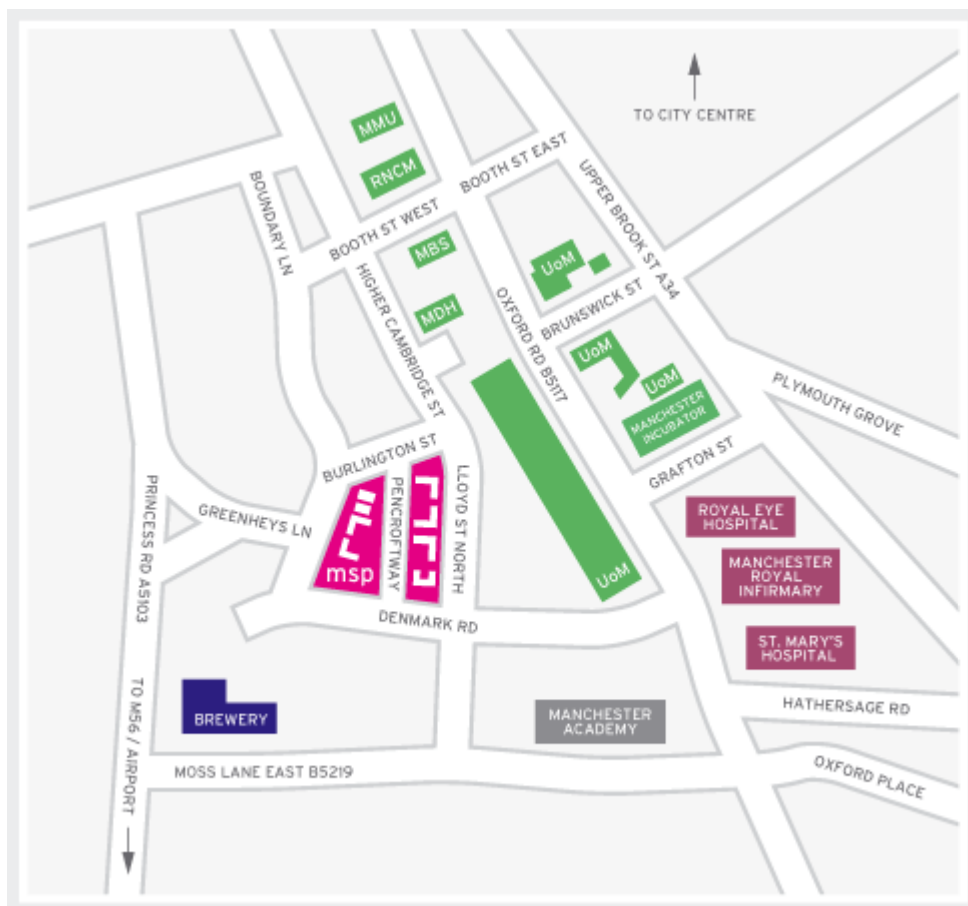 TO CITY CENTRE
MMU
RNCM
BOOTH ST EAST
BOUNDARY LN
BOOTH ST WEST
UPPER BROOK ST A34
MBS
UoM
HIGHER CAMBRIDGE ST
MDH
OXFORD RD B5117
BRUNSWICK ST
UoM
UoM
MANCHESTER
INCUBATOR
PLYMOUTH GROVE
BURLINGTON ST
GRAFTON ST
PRINCESS RD A5103
GREENHEYS LN
PENCROFTWAY
LLOYD ST NORTH
ROYAL EYE
HOSPITAL
msp
UoM
MANCHESTER
ROYAL
INFIRMARY
DENMARK RD
ST. MARY'S
HOSPITAL
TO M56 / AIRPORT
BREWERY
MANCHESTER
ACADEMY
HATHERSAGE RD
MOSS LANE EAST B5219
OXFORD PLACE